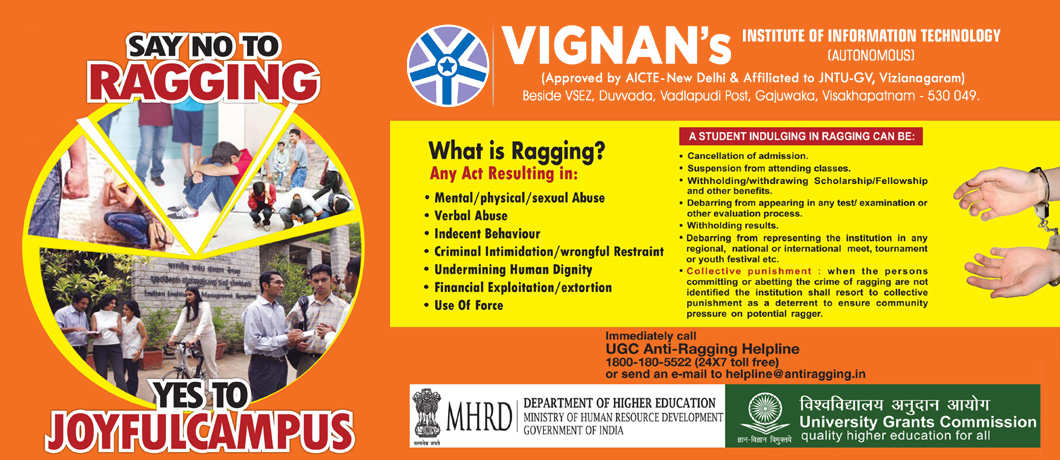 SAY NO TO
RAGGING
YES TO
JOYFULCAMPUS
VIGNAN's INSTITUTE OF INFORMATION TECHNOLOGY
(AUTONOMOUS)
(Approved by AICTE-New Delhi & Affiliated to JNTU-GV, Vizianagaram)
Beside VSEZ, Duvvada, Vadlapudi Post, Gajuwaka, Visakhapatnam - 530 049.
What is Ragging?
Any Act Resulting in:
• Mental/physical/sexual Abuse
• Verbal Abuse
• Indecent Behaviour
• Criminal Intimidation/wrongful Restraint
• Undermining Human Dignity
• Financial Exploitation/extortion
• Use Of Force
A STUDENT INDULGING IN RAGGING CAN BE:
• Cancellation of admission.
• Suspension from attending classes.
• Withholding/withdrawing Scholarship/Fellowship
and other benefits.
• Debarring from appearing in any test/ examination or
other evaluation process.
• Withholding results.
• Debarring from representing the institution in any
regional, national or international meet, tournament
or youth festival etc.
• Collective punishment : when the persons
committing or abetting the crime of ragging are not
identified the institution shall resort to collective
punishment as a deterrent to ensure community
pressure on potential ragger.
Immediately call
UGC Anti-Ragging Helpline
1800-180-5522 (24X7 toll free)
or send an e-mail to helpline@antiragging.in
सत्यमेव जयते
MHRD
DEPARTMENT OF HIGHER EDUCATION
MINISTRY OF HUMAN RESOURCE DEVELOPMENT
GOVERNMENT OF INDIA
ज्ञान-विज्ञान विमुक्तये
विश्वविद्यालय अनुदान आयोग
University Grants Commission
quality higher education for all